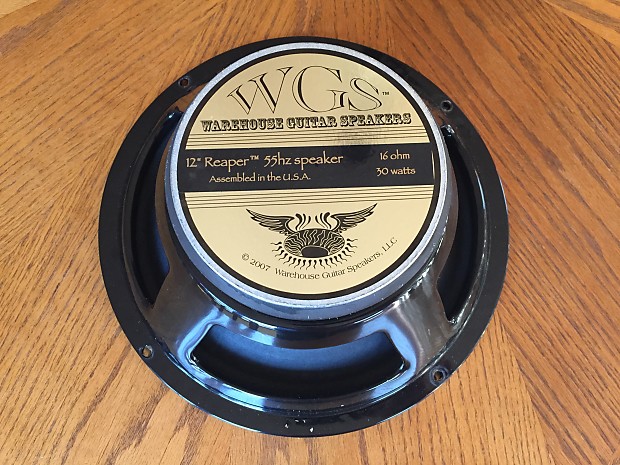 WGS™
WAREHOUSE GUITAR SPEAKERS
12" Reaper™ 55hz speaker 16 ohm
Assembled in the U.S.A. 30 watts
© 2007 Warehouse Guitar Speakers, LLC